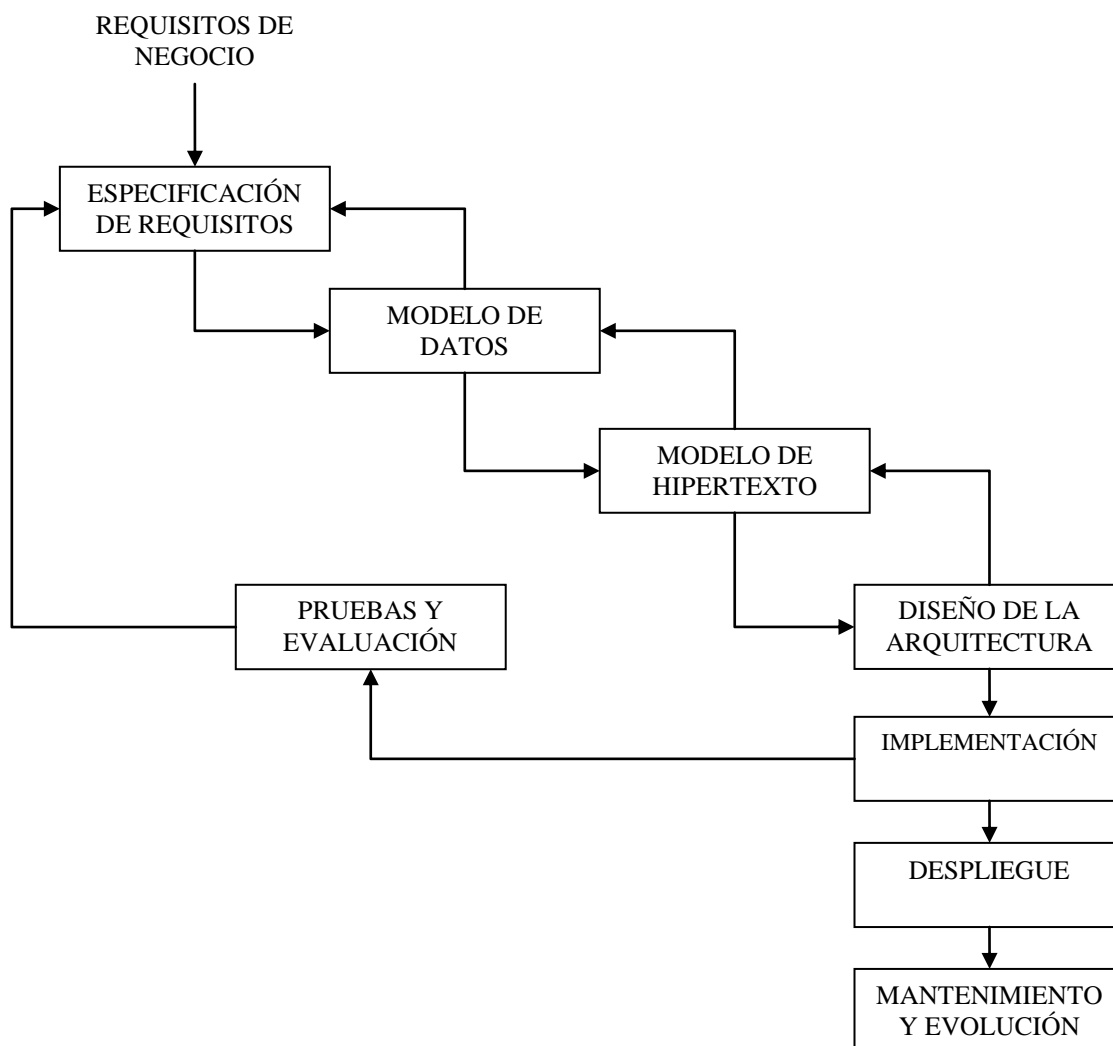 REQUISITOS DE
NEGOCIO
ESPECIFICACIÓN
DE REQUISITOS
MODELO DE
DATOS
MODELO DE
HIPERTEXTO
PRUEBAS Y
EVALUACIÓN
DISEÑO DE LA
ARQUITECTURA
IMPLEMENTACIÓN
DESPLIEGUE
MANTENIMIENTO
Y EVOLUCIÓN